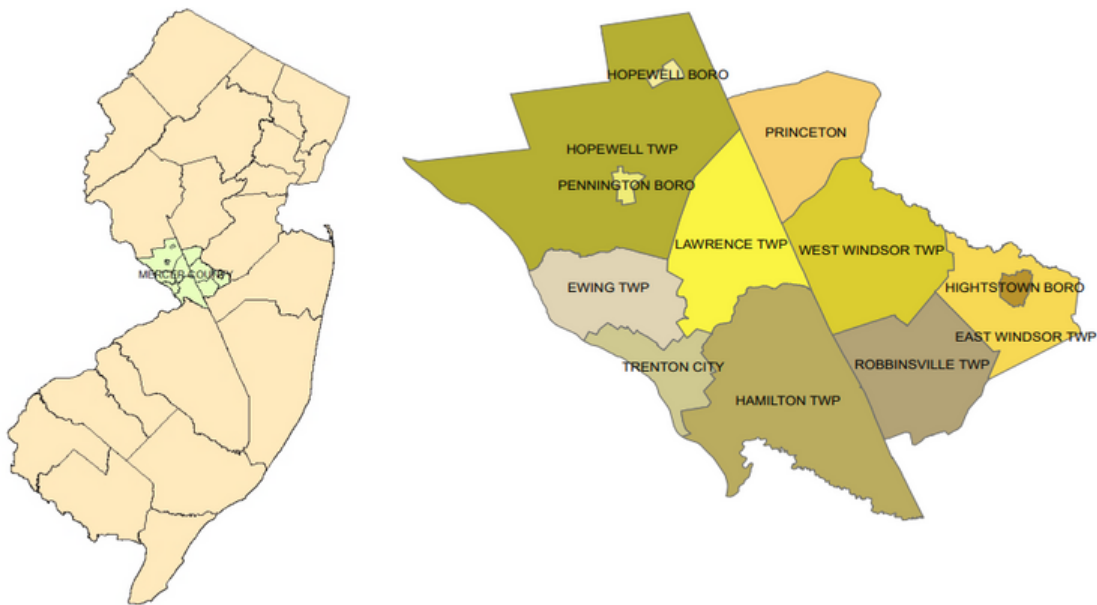 MERCER COUNTY
HOPEWELL BORO
PRINCETON
HOPEWELL TWP
PENNINGTON BORO
LAWRENCE TWP
WEST WINDSOR TWP
EWING TWP
HIGHTSTOWN BORO
EAST WINDSOR TWP
TRENTON CITY
ROBBINSVILLE TWP
HAMILTON TWP